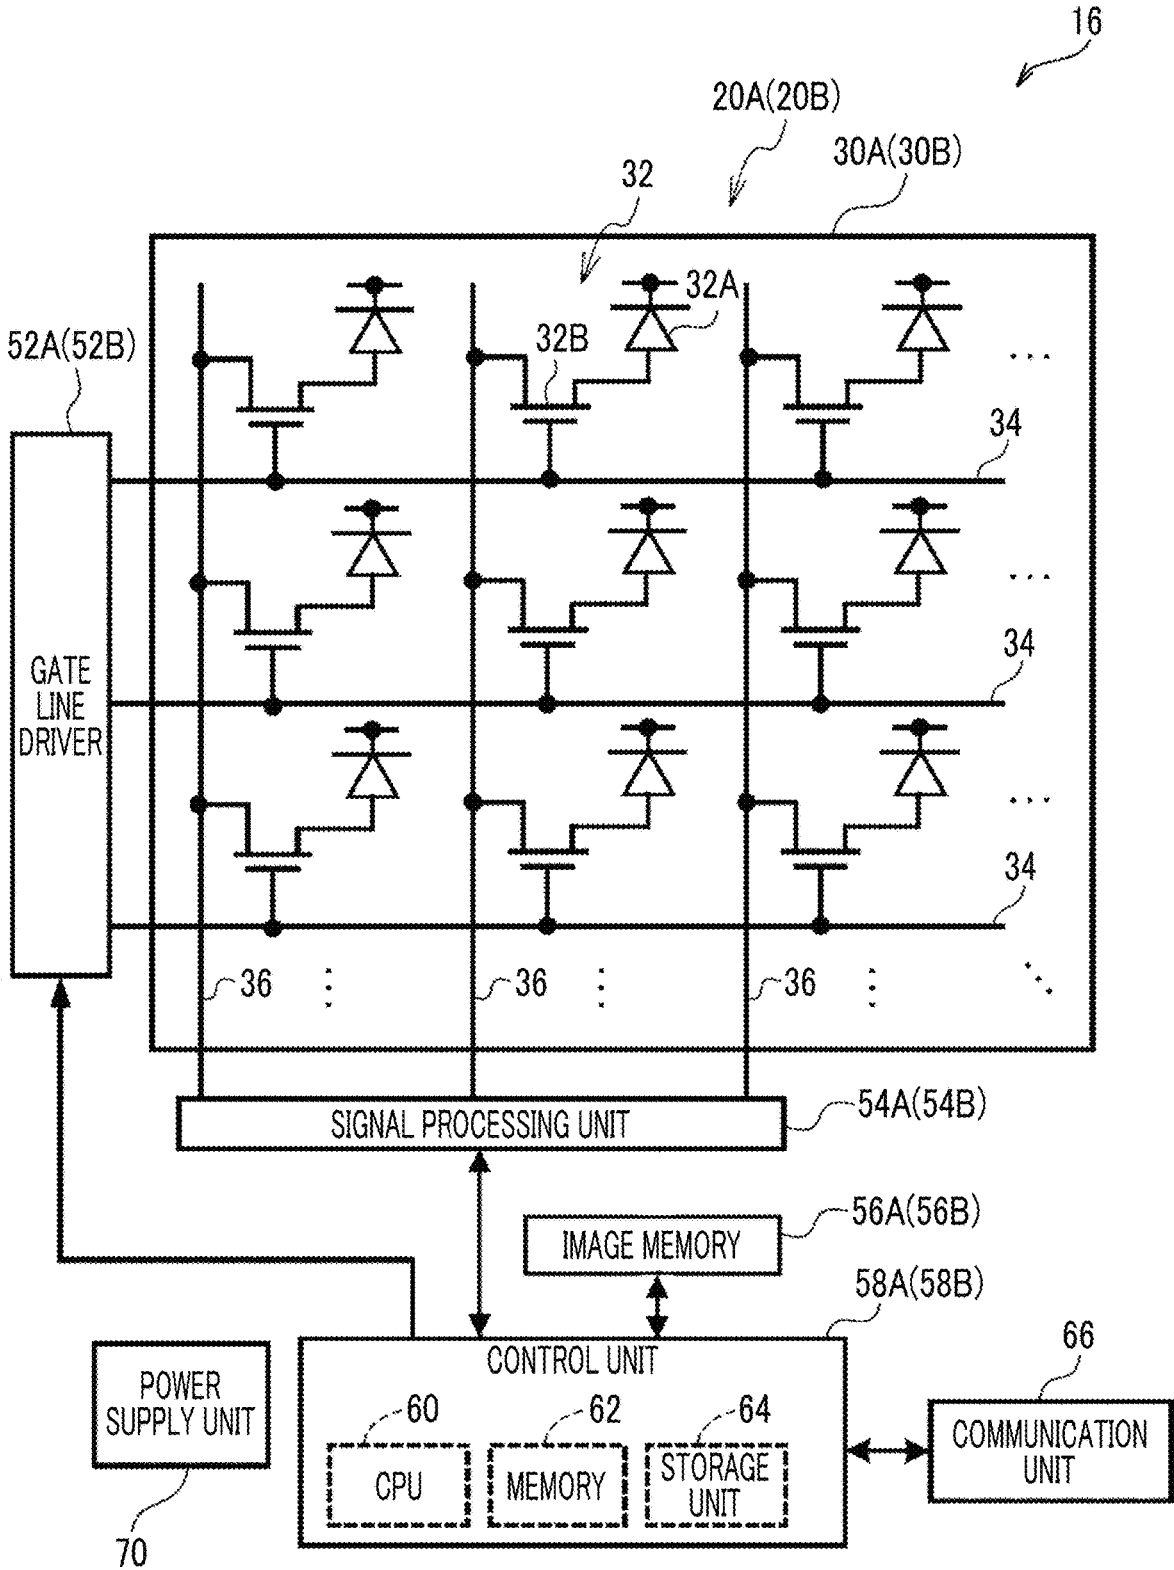 16
20A(20B)
30A(30B)
32
32A
52A(52B)
32B
34
GATE
LINE
DRIVER
34
34
36
36
36
SIGNAL PROCESSING UNIT
54A(54B)
IMAGE MEMORY
56A(56B)
58A(58B)
CONTROL UNIT
66
POWER
SUPPLY UNIT
60
62
64
CPU
MEMORY
STORAGE
UNIT
COMMUNICATION
UNIT
70